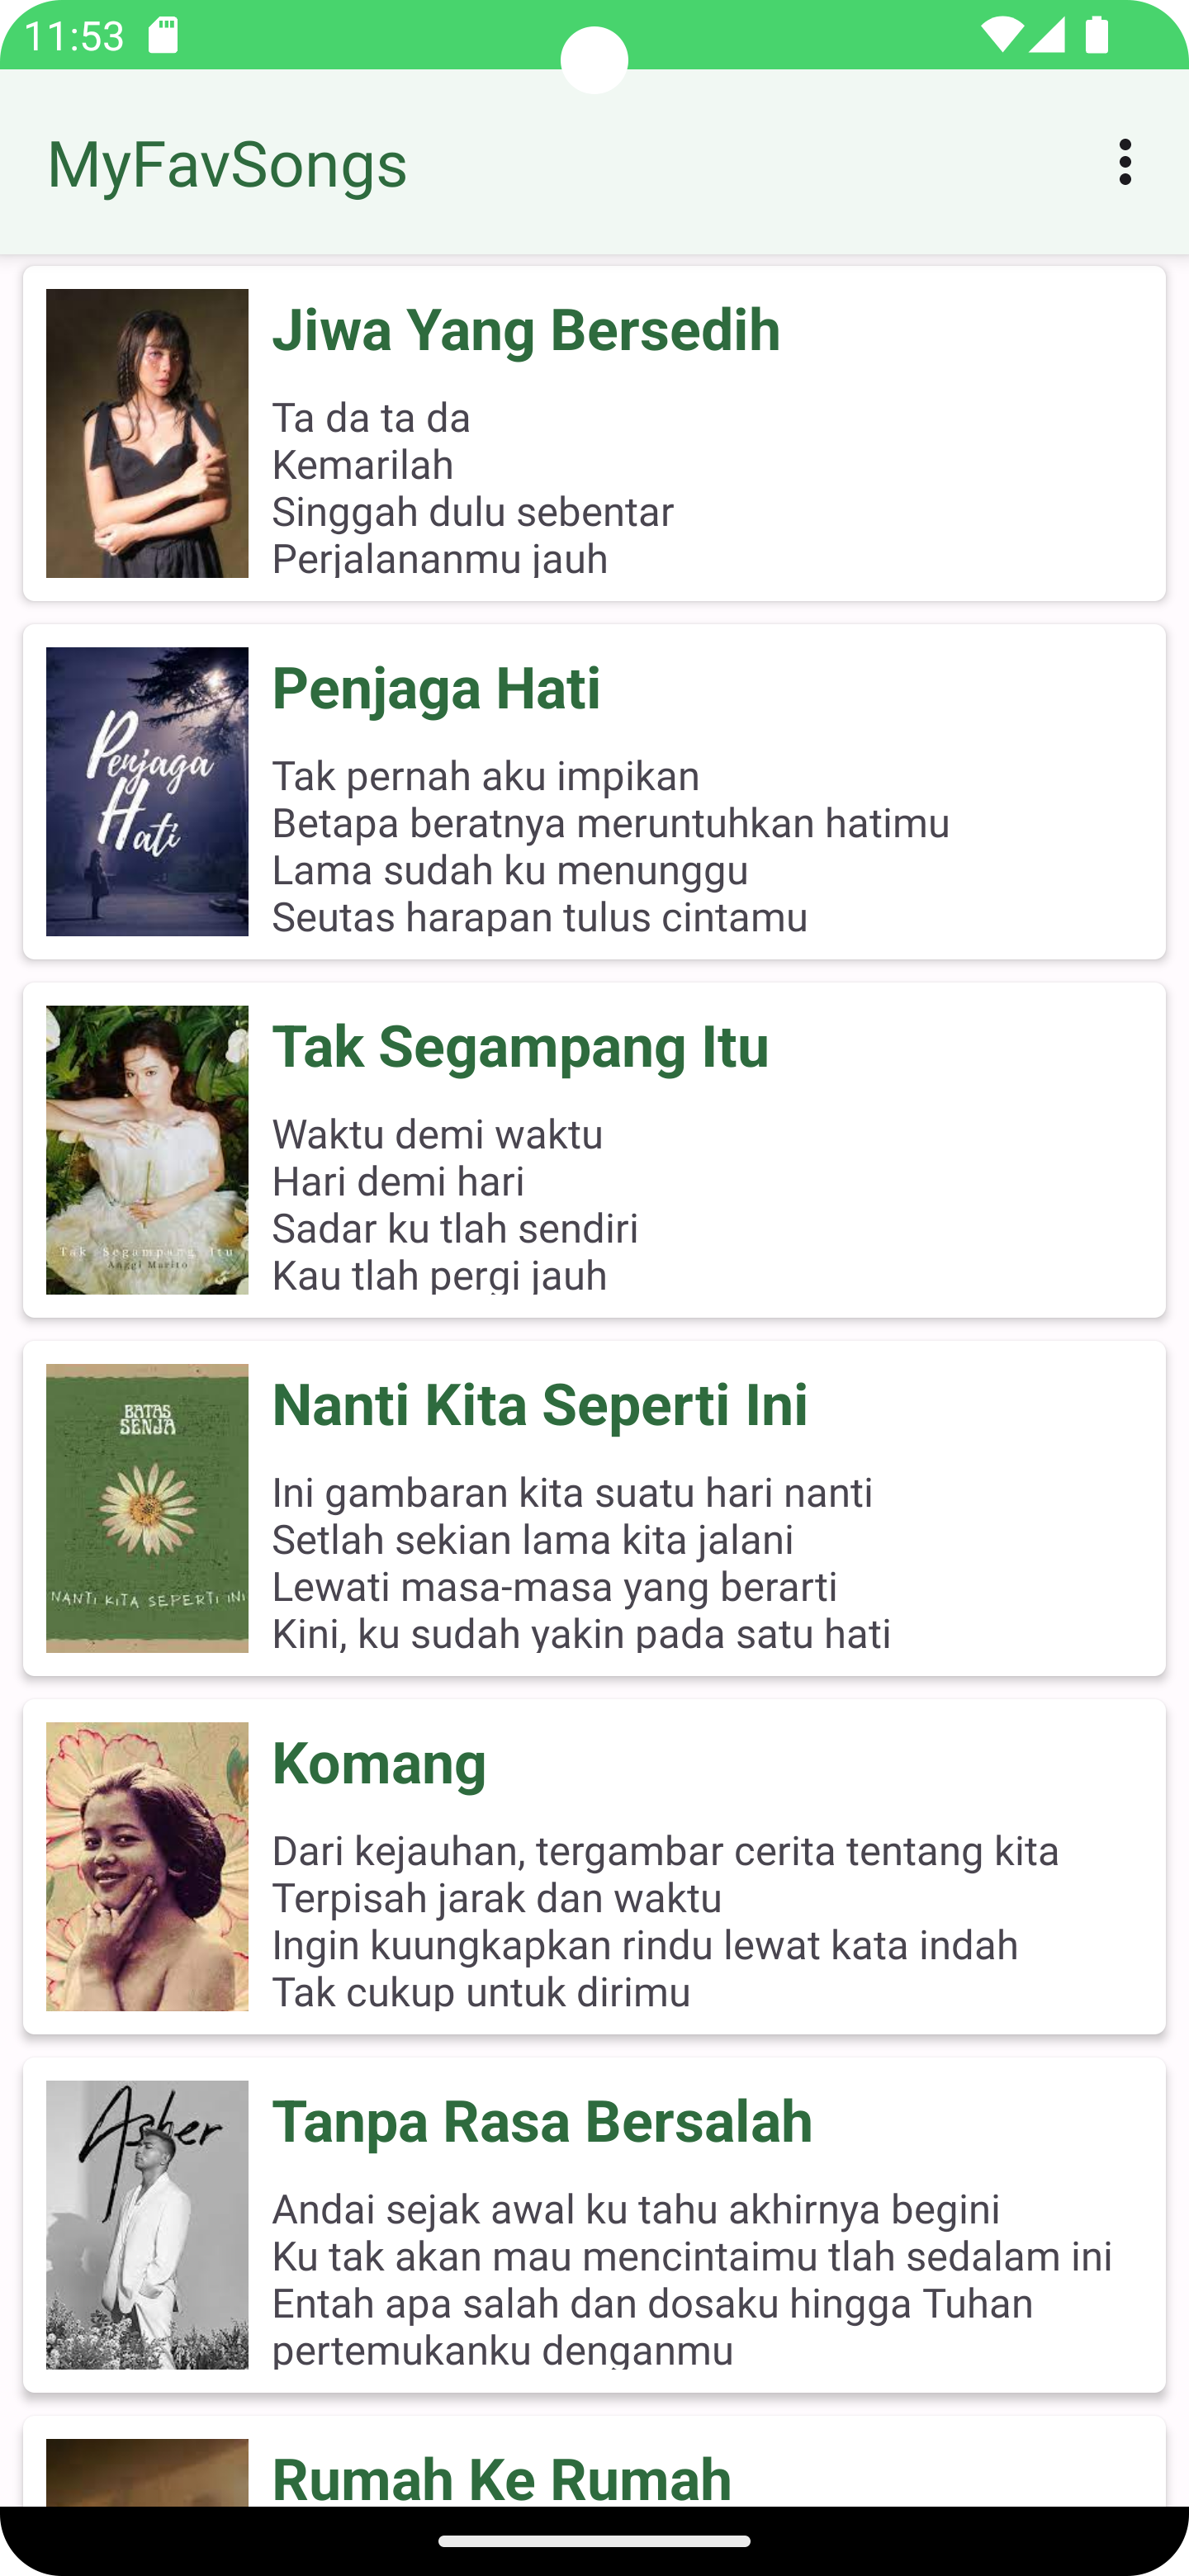 11:53
MyFavSongs
Jiwa Yang Bersedih
Ta da ta da
Kemarilah
Singgah dulu sebentar
Perjalananmu jauh
Penjaga
Hati
Penjaga Hati
Tak pernah aku impikan
Betapa beratnya meruntuhkan hatimu
Lama sudah ku menunggu
Seutas harapan tulus cintamu
Tak Segampang Itu
Anggi Marito
Tak Segampang Itu
Waktu demi waktu
Hari demi hari
Sadar ku tlah sendiri
Kau tlah pergi jauh
BATAS
SENJA
NANTI KITA SEPERTI INI
Nanti Kita Seperti Ini
Ini gambaran kita suatu hari nanti
Setlah sekian lama kita jalani
Lewati masa-masa yang berarti
Kini, ku sudah yakin pada satu hati
Komang
Dari kejauhan, tergambar cerita tentang kita
Terpisah jarak dan waktu
Ingin kuungkapkan rindu lewat kata indah
Tak cukup untuk dirimu
Asher
Tanpa Rasa Bersalah
Andai sejak awal ku tahu akhirnya begini
Ku tak akan mau mencintaimu tlah sedalam ini
Entah apa salah dan dosaku hingga Tuhan
pertemukanku denganmu
Rumah Ke Rumah